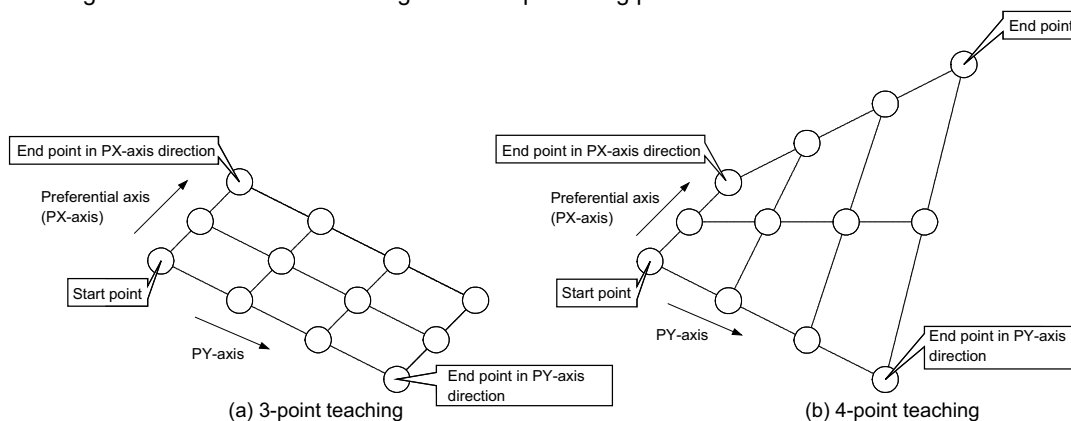 End point
End point in PX-axis direction
Preferential axis
(PX-axis)
Start point
PY-axis
End point in PY-axis
direction
(a) 3-point teaching
End point in PX-axis direction
Preferential axis
(PX-axis)
Start point
PY-axis
End point in PY-axis
direction
(b) 4-point teaching